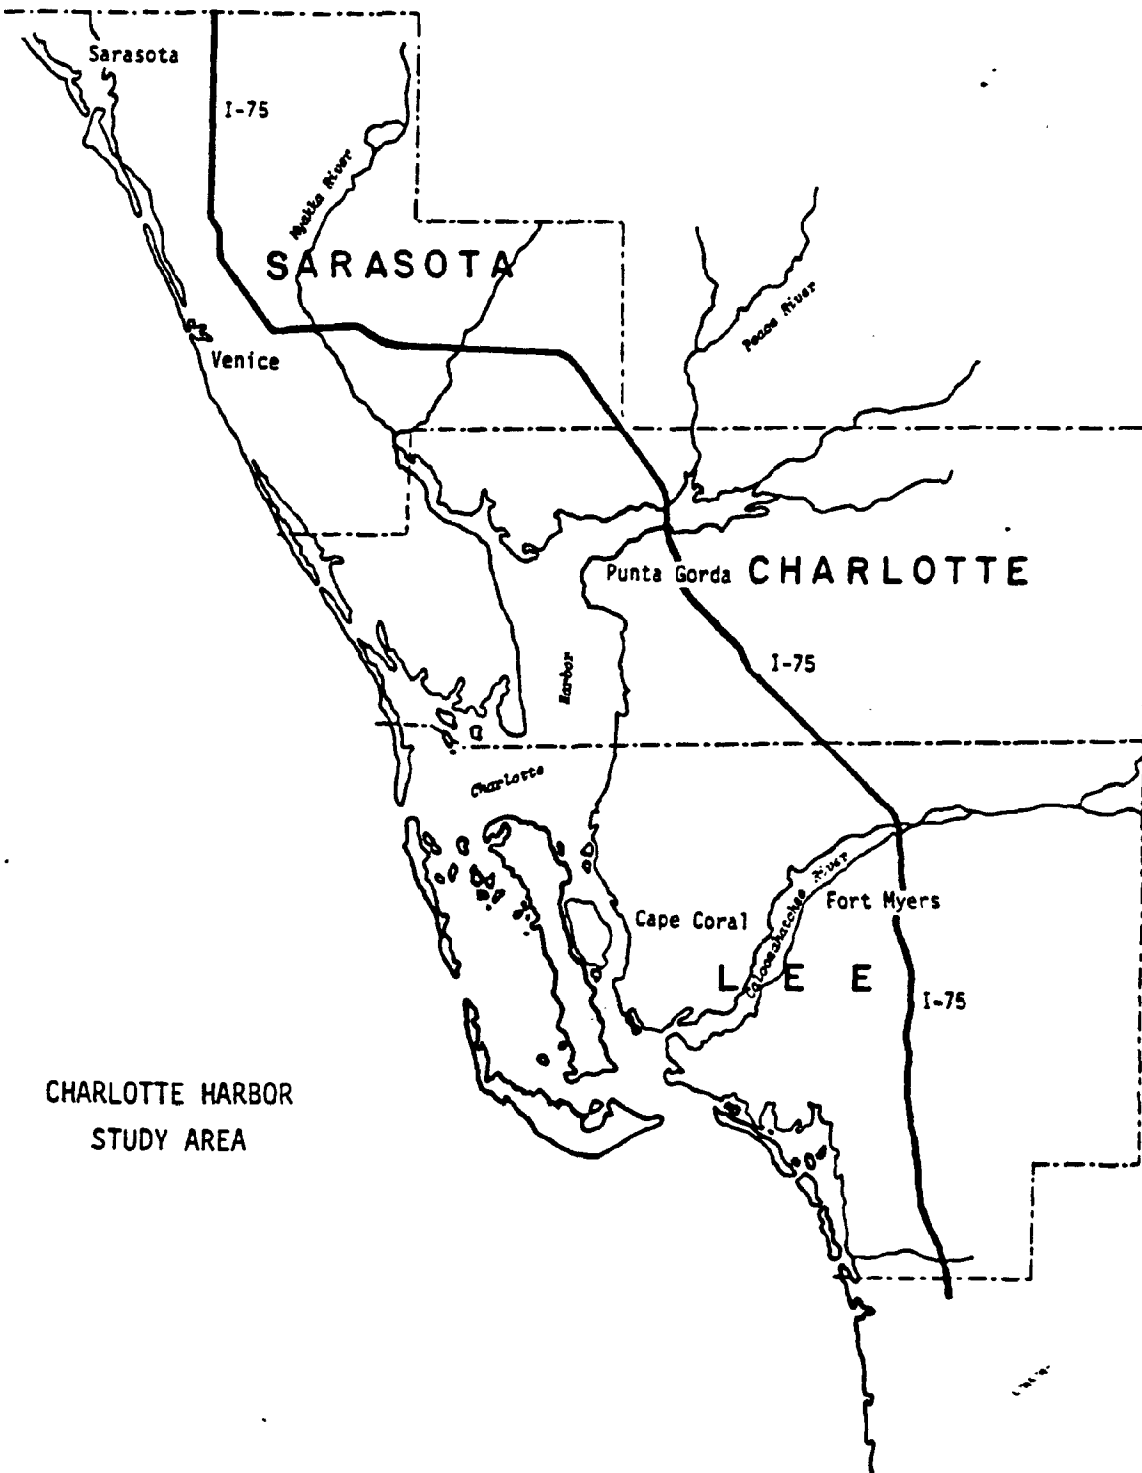 Sarasota
I-75
Myakka River
SARASOTA
Peace River
Venice
Punta Gorda
CHARLOTTE
I-75
Harbor
Charlotte
Caloosahatchee River
Fort Myers
Cape Coral
LEE
I-75
CHARLOTTE HARBOR
STUDY AREA